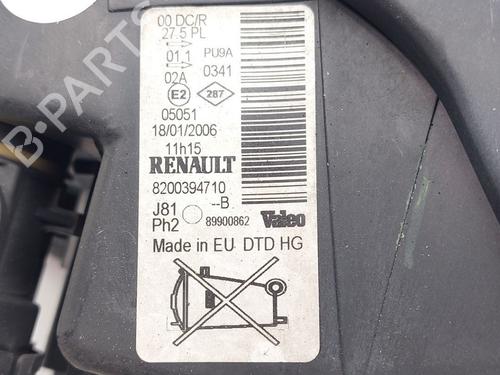 00 DC/R
27.5 PL
01,1 PU9A
02A 0341
E2 287
05051
18/01/2006
11h15
RENAULT
8200394710
J81 --B
Ph2 89900862 Valeo
Made in EU DTD HG
B-PARTS